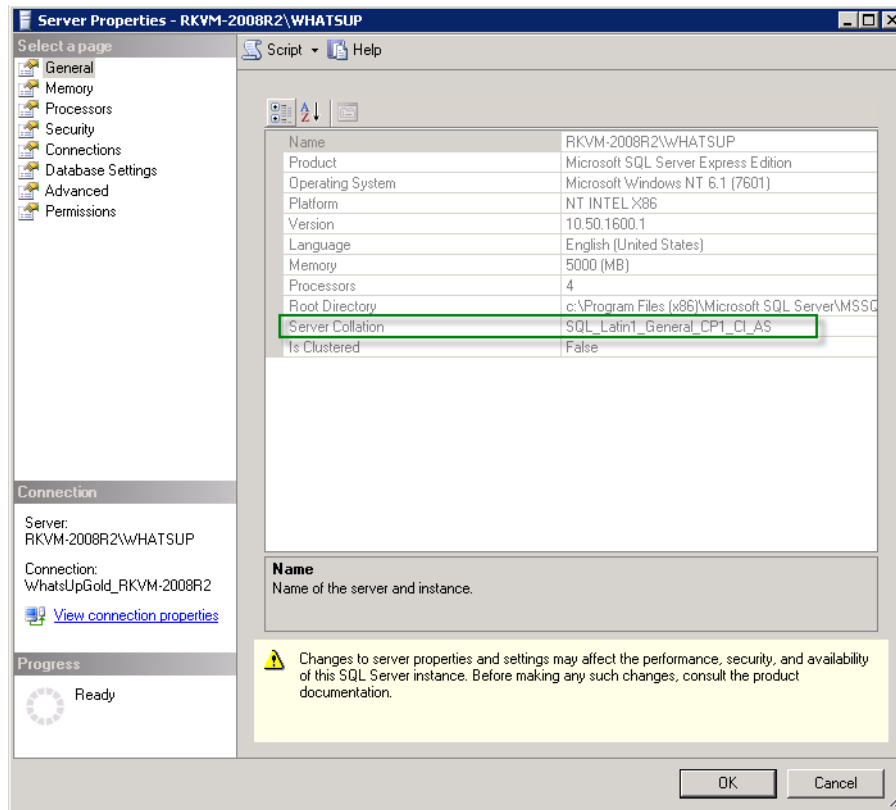 Server Properties - RKVM-2008R2\WHATSUP
Select a page
General
Memory
Processors
Security
Connections
Database Settings
Advanced
Permissions
Script
Help
Name RKVM-2008R2\WHATSUP
Product Microsoft SQL Server Express Edition
Operating System Microsoft Windows NT 6.1 (7601)
Platform NT INTEL X86
Version 10.50.1600.1
Language English (United States)
Memory 5000 (MB)
Processors 4
Root Directory c:\Program Files (x86)\Microsoft SQL Server\MSSQ
Server Collation SQL_Latin1_General_CP1_CI_AS
Is Clustered False
Connection
Server:
RKVM-2008R2\WHATSUP
Connection:
WhatsUpGold_RKVM-2008R2
View connection properties
Name
Name of the server and instance.
Progress
Ready
Changes to server properties and settings may affect the performance, security, and availability
of this SQL Server instance. Before making any such changes, consult the product
documentation.
OK
Cancel